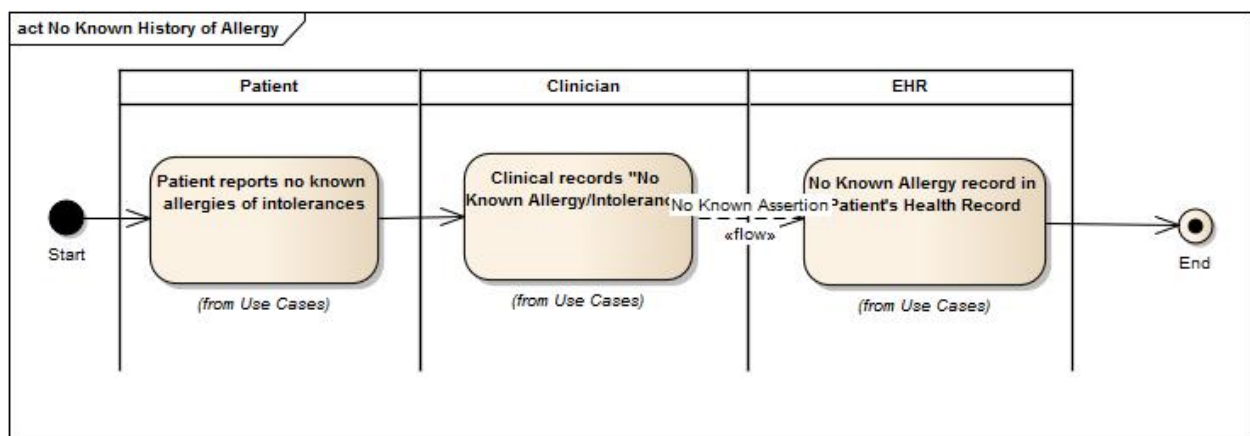 act No Known History of Allergy
Patient
Clinician
EHR
Start
Patient reports no known
allergies of intolerances
(from Use Cases)
Clinical records "No
Known Allergy/Intoleranc
(from Use Cases)
No Known Assertion
«flow»
No Known Allergy record in
Patient's Health Record
(from Use Cases)
End